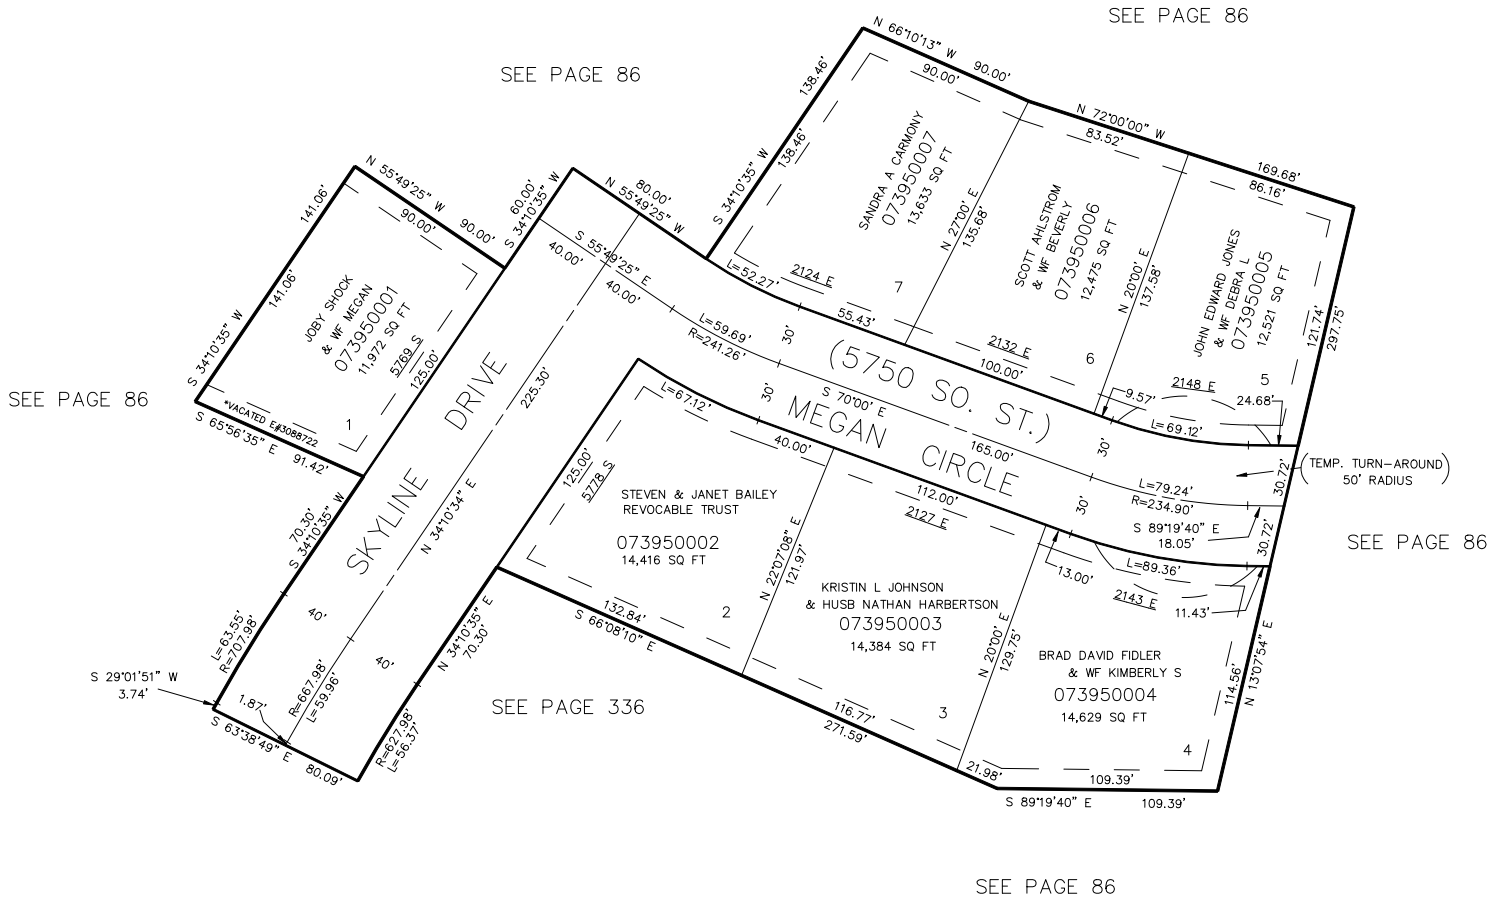 SEE PAGE 86
SEE PAGE 86
N 66°10'13" W 90.00'
90.00'
138.46'
138.46'
S 34°10'35" W
N 72°00'00" W
83.52'
169.68'
86.16'
SANDRA A CARMONY
073950007
13,633 SQ FT
N 27°00' E
135.68'
7
2124 E
L=52.27'
55.43'
SCOTT AHLSTROM
& WF BEVERLY
073950006
12,475 SQ FT
N 20°00' E
137.58'
6
2132 E
100.00'
JOHN EDWARD JONES
& WF DEBRA L
073950005
12,521 SQ FT
5
2148 E
9.57'
24.68'
L=69.12'
121.74'
297.75'
N 55°49'25" W
90.00'
90.00'
141.06'
141.06'
S 34°10'35" W
JOBY SHOCK
& WF MEGAN
073950001
11,972 SQ FT
5769 S
125.00'
1
*VACATED E#3088722
S 65°56'35" E 91.42'
SEE PAGE 86
60.00'
S 34°10'35" W
80.00'
N 55°49'25" W
S 55°49'25" E
40.00'
40.00'
L=59.69'
R=241.26'
30'
30'
(5750 SO. ST.)
S 70°00' E
165.00'
MEGAN CIRCLE
30'
30'
L=79.24'
R=234.90'
S 89°19'40" E
18.05'
30.72'
30.72'
(TEMP. TURN-AROUND)
50' RADIUS
SEE PAGE 86
SKYLINE DRIVE
225.30'
N 34°10'34" E
70.30'
S 34°10'35" W
40'
40'
L=63.55'
R=707.98'
S 29°01'51" W
3.74'
1.87'
R=667.98'
L=59.96'
S 63°38'49" E 80.09'
R=627.98'
L=56.37'
N 34°10'35" E
70.30'
L=67.12'
40.00'
125.00'
5778 S
STEVEN & JANET BAILEY
REVOCABLE TRUST
073950002
14,416 SQ FT
2
132.84'
S 66°08'10" E
N 22°07'08" E
121.97'
112.00'
2127 E
KRISTIN L JOHNSON
& HUSB NATHAN HARBERTSON
073950003
14,384 SQ FT
3
116.77'
271.59'
N 20°00' E
129.75'
13.00'
L=89.36'
2143 E
11.43'
BRAD DAVID FIDLER
& WF KIMBERLY S
073950004
14,629 SQ FT
4
114.56'
N 13°07'54" E
21.98'
109.39'
S 89°19'40" E 109.39'
SEE PAGE 336
SEE PAGE 86